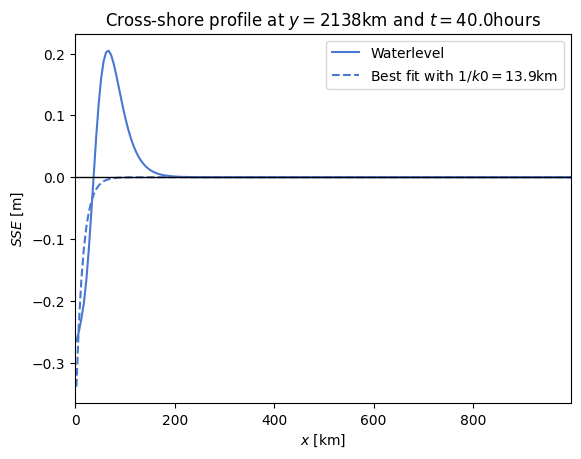 Cross-shore profile at y = 2138km and t = 40.0hours
Waterlevel
Best fit with 1/k0 = 13.9km
0.2
0.1
0.0
−0.1
−0.2
−0.3
SSE [m]
0 200 400 600 800
x [km]